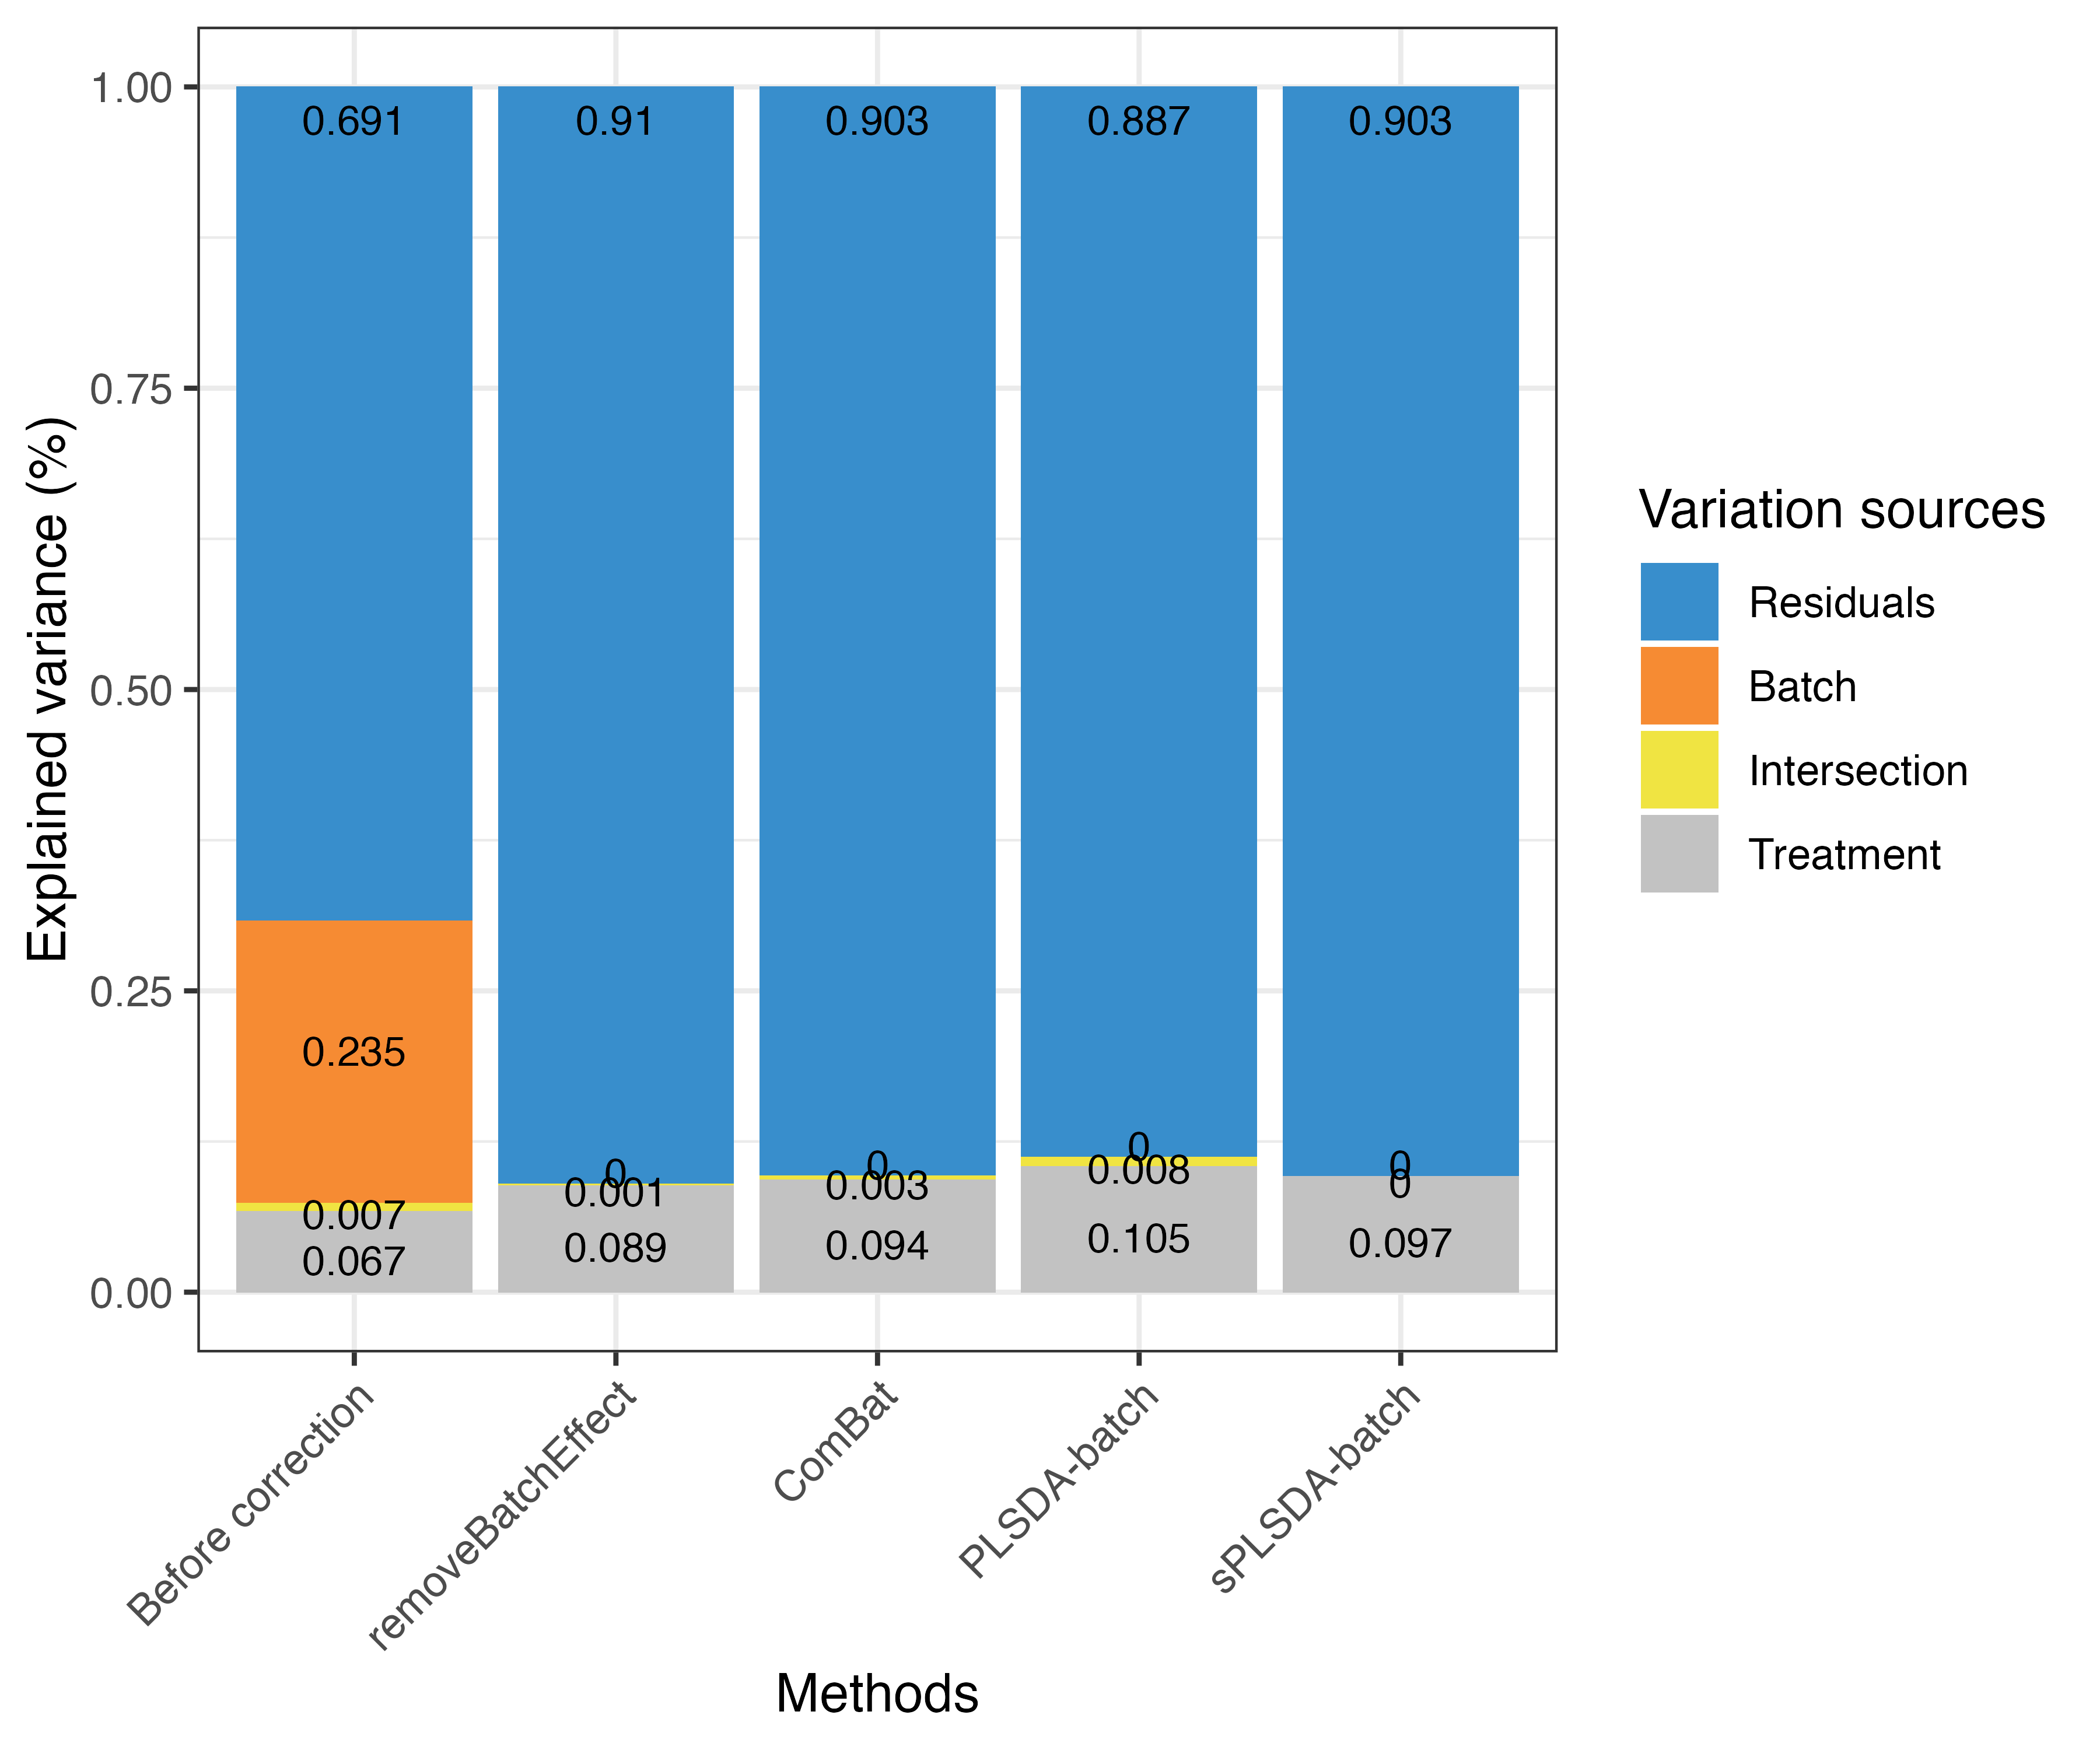 1.00
0.75
0.50
0.25
0.00
Explained variance (%)
0.691
0.235
0.007
0.067
0.91
0
0.001
0.089
0.903
0
0.003
0.094
0.887
0
0.008
0.105
0.903
0
0
0.097
Before correction
removeBatchEffect
ComBat
PLSDA-batch
sPLSDA-batch
Methods
Variation sources
Residuals
Batch
Intersection
Treatment